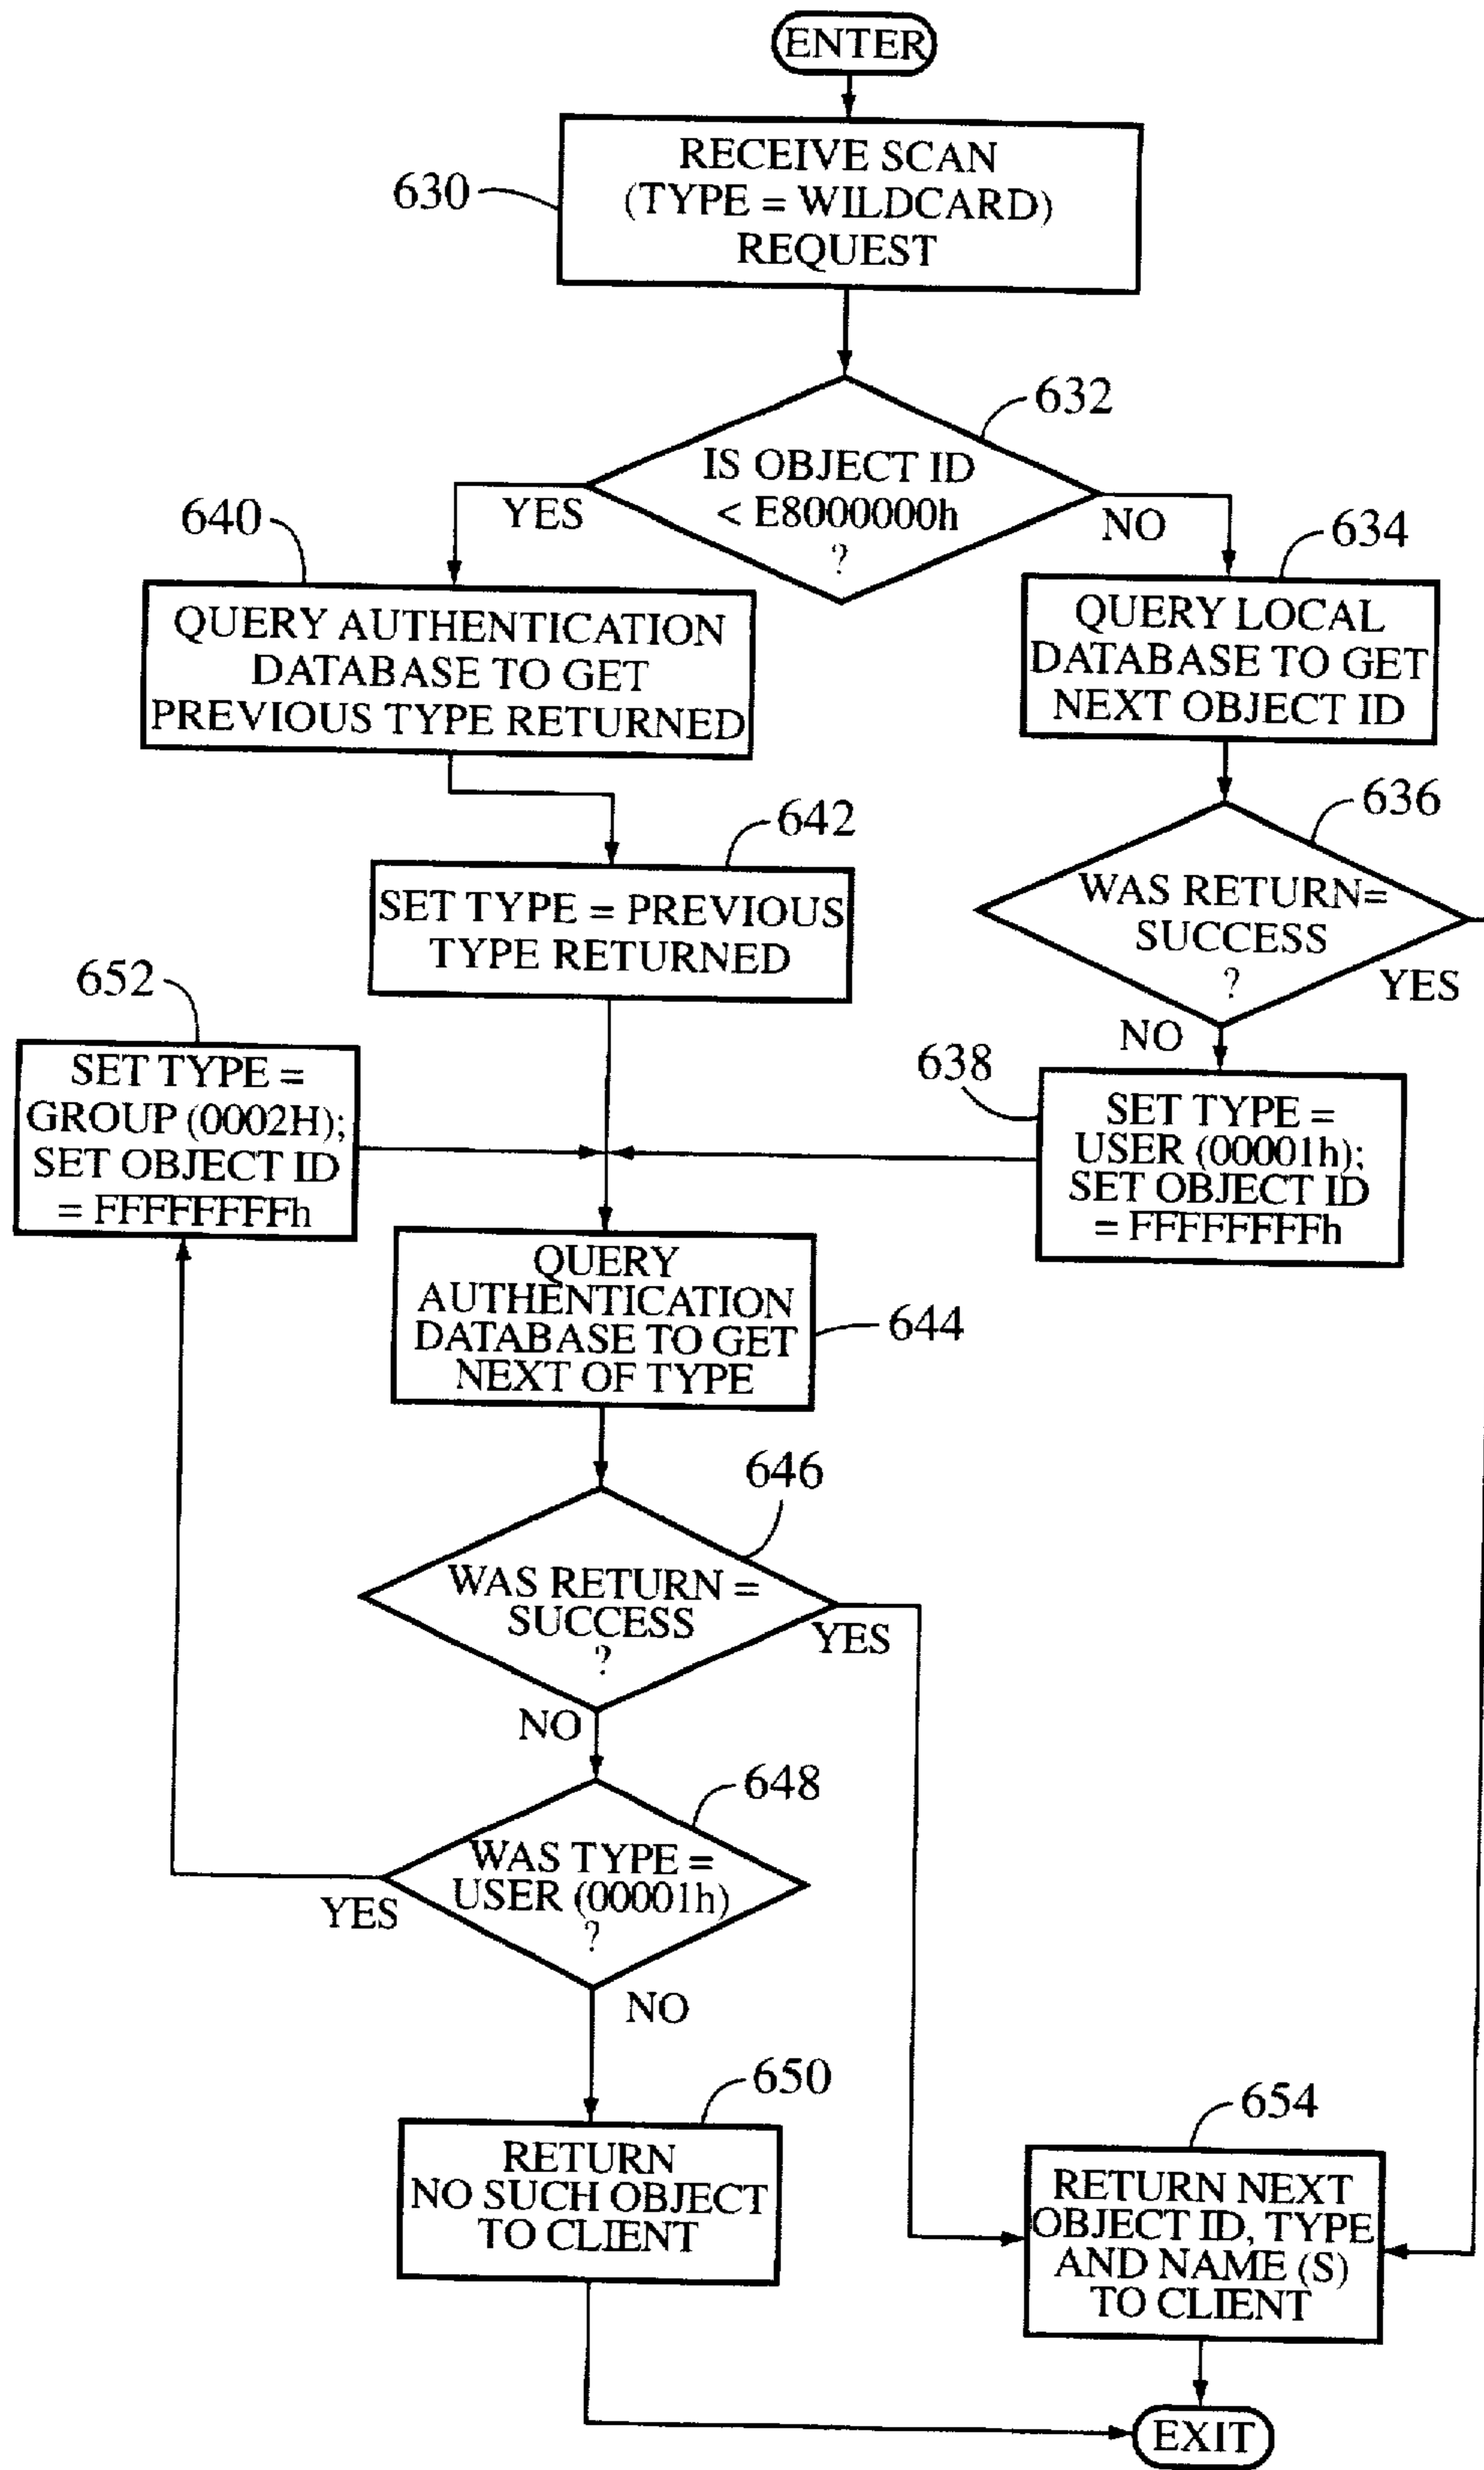 ENTER
RECEIVE SCAN
(TYPE = WILDCARD)
REQUEST
630
632
IS OBJECT ID
< E8000000h
?
YES
NO
640
QUERY AUTHENTICATION
DATABASE TO GET
PREVIOUS TYPE RETURNED
634
QUERY LOCAL
DATABASE TO GET
NEXT OBJECT ID
642
SET TYPE = PREVIOUS
TYPE RETURNED
636
WAS RETURN=
SUCCESS
?
YES
NO
652
SET TYPE =
GROUP (0002H);
SET OBJECT ID
= FFFFFFFFh
638
SET TYPE =
USER (00001h);
SET OBJECT ID
= FFFFFFFFh
QUERY
AUTHENTICATION
DATABASE TO GET
NEXT OF TYPE
644
646
WAS RETURN =
SUCCESS
?
YES
NO
648
WAS TYPE =
USER (00001h)
?
YES
NO
650
RETURN
NO SUCH OBJECT
TO CLIENT
654
RETURN NEXT
OBJECT ID, TYPE
AND NAME (S)
TO CLIENT
EXIT